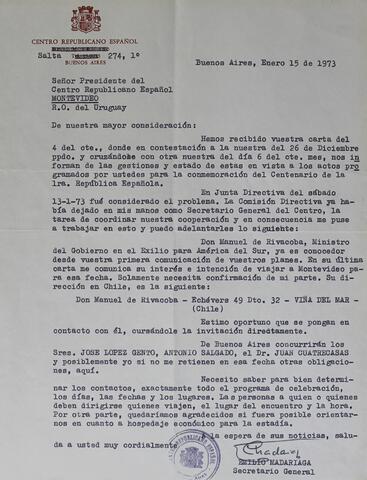 CENTRO REPUBLICANO ESPAÑOL
Salta 274, 1º
BUENOS AIRES
Buenos Aires, Enero 15 de 1973
Señor Presidente del
Centro Republicano Español
MONTEVIDEO
R.O. del Uruguay
De nuestra mayor consideración:
Hemos recibido vuestra carta del
4 del cte., donde en contestación a la nuestra del 26 de Diciembre
ppdo. y cruzándose con otra nuestra del día 6 del cte. mes, nos in
forman de las gestiones y estado de estas en vista a los actos pro
gramados por ustedes para la conmemoración del Centenario de la
1ra. República Española.
En Junta Directiva del sábado
13-1-73 fué considerado el problema. La Comisión Directiva ya ha-
bía dejado en mis manos como Secretario General del Centro, la
tarea de coordinar nuestra cooperación y en consecuencia me puse
a trabajar en esto y puedo adelantarles lo siguiente:
Don Manuel de Rivacoba, Ministro
del Gobierno en el Exilio para América del Sur, ya es conocedor
desde vuestra primera comunicación de vuestros planes. En su última
carta me comunica su interés e intención de viajar a Montevideo pa-
ra esa fecha. Solamente necesita confirmación de mi parte. Su di-
rección en Chile, es la siguiente:
Don Manuel de Rivacoba - Echévers 49 Dto. 32 - VIÑA DEL MAR -
(Chile)
Estimo oportuno que se pongan en
contacto con él, cursándole la invitación directamente.
De Buenos Aires concurrirán los
Sres. JOSE LOPEZ GENTO, ANTONIO SALGADO, el Dr. JUAN CUATRECASAS
y posiblemente yo si no me retienen en esa fecha otras obligacio-
nes, aquí.
Necesito saber para bien determi-
nar los contactos, exactamente todo el programa de celebración,
los días, las fechas y los lugares. Las personas a quien o quienes
deben dirigirse quienes viajen, el lugar del encuentro y la hora.
Por otra parte, quedaríamos agradecidos si fuera posible orientar-
nos en cuanto a hospedaje económico para la estadía.
la espera de sus noticias, salu-
da a usted muy cordialmente
EMILIO MADARIAGA
Secretario General